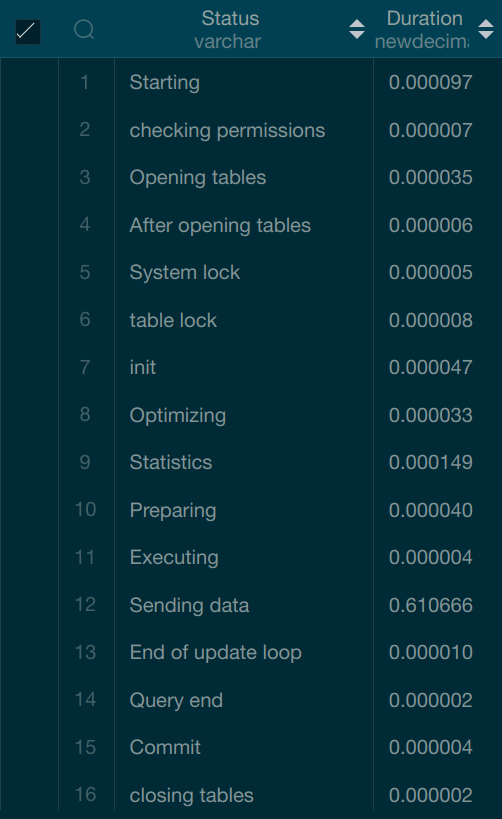 Status Duration
varchar newdecima
1 Starting 0.000097
2 checking permissions 0.000007
3 Opening tables 0.000035
4 After opening tables 0.000006
5 System lock 0.000005
6 table lock 0.000008
7 init 0.000047
8 Optimizing 0.000033
9 Statistics 0.000149
10 Preparing 0.000040
11 Executing 0.000004
12 Sending data 0.610666
13 End of update loop 0.000010
14 Query end 0.000002
15 Commit 0.000004
16 closing tables 0.000002